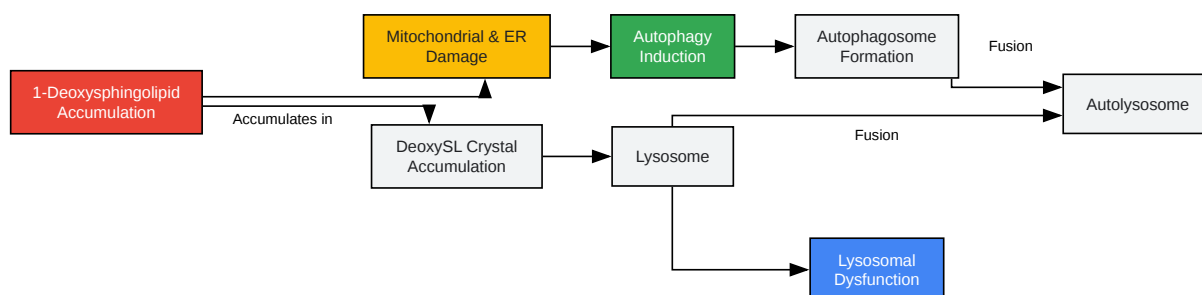 1-Deoxysphingolipid
Accumulation
Accumulates in
Mitochondrial & ER
Damage
DeoxySL Crystal
Accumulation
Autophagy
Induction
Lysosome
Autophagosome
Formation
Fusion
Fusion
Autolysosome
Lysosomal
Dysfunction